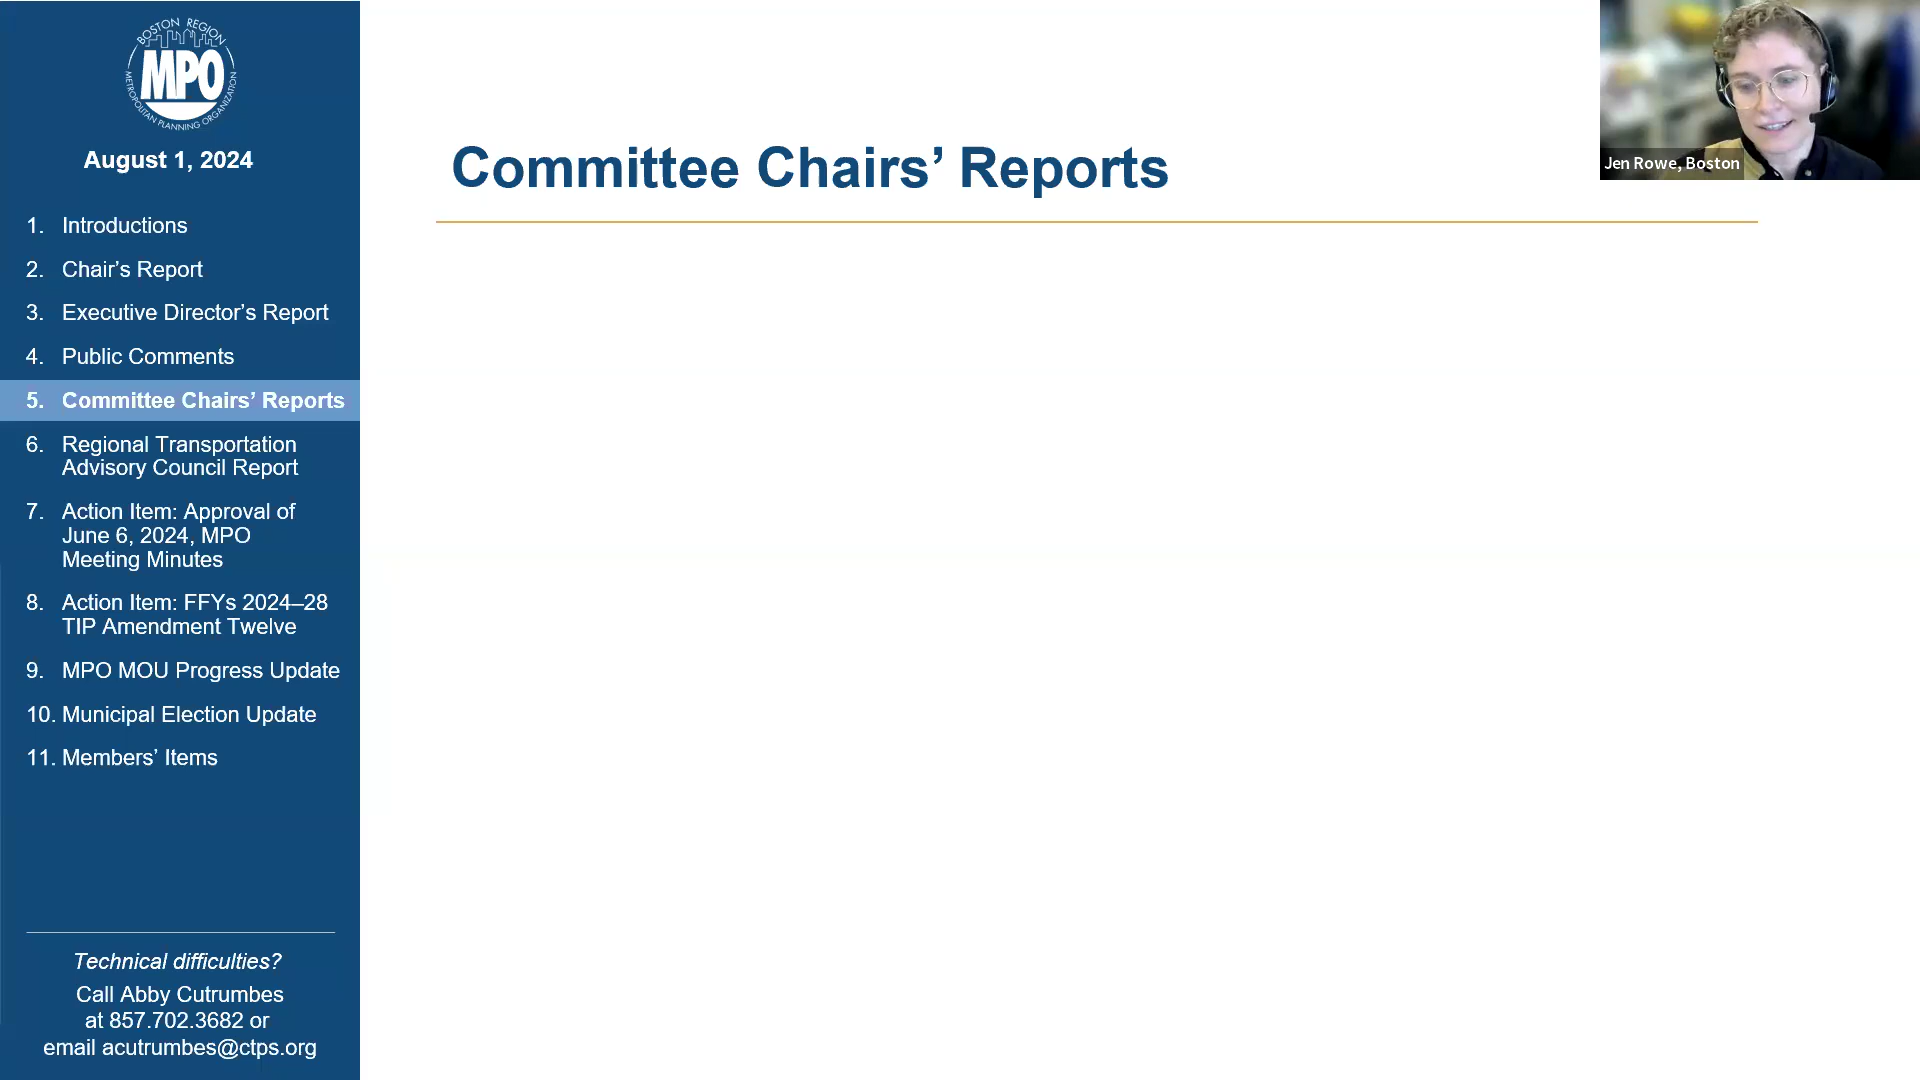 BOSTON REGION
MPO
METROPOLITAN PLANNING ORGANIZATION
August 1, 2024
1. Introductions
2. Chair’s Report
3. Executive Director’s Report
4. Public Comments
5. Committee Chairs’ Reports
6. Regional Transportation
Advisory Council Report
7. Action Item: Approval of
June 6, 2024, MPO
Meeting Minutes
8. Action Item: FFYs 2024–28
TIP Amendment Twelve
9. MPO MOU Progress Update
10. Municipal Election Update
11. Members’ Items
Technical difficulties?
Call Abby Cutrumbes
at 857.702.3682 or
email acutrumbes@ctps.org
Committee Chairs’ Reports
Jen Rowe, Boston